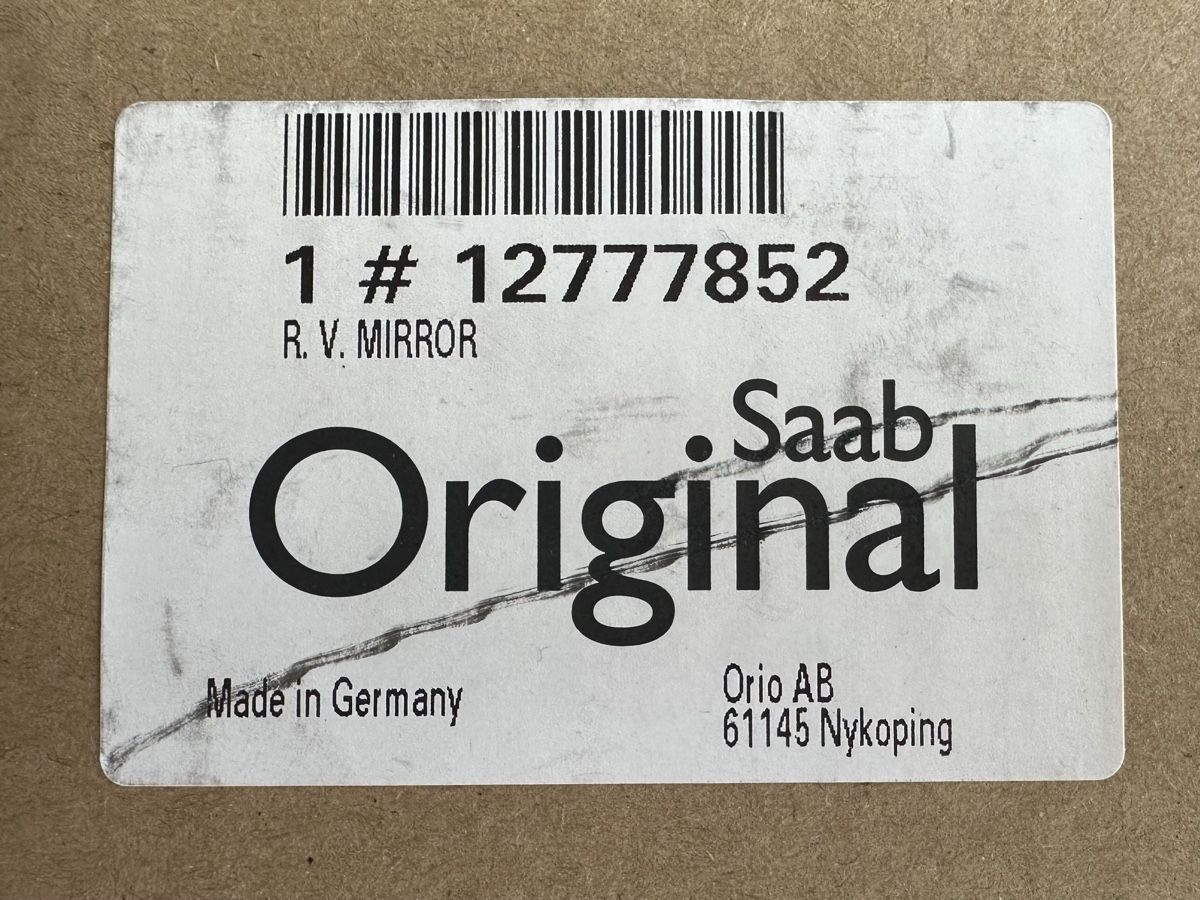 1 # 12777852
R. V. MIRROR
Saab
Original
Made in Germany
Orio AB
61145 Nykoping